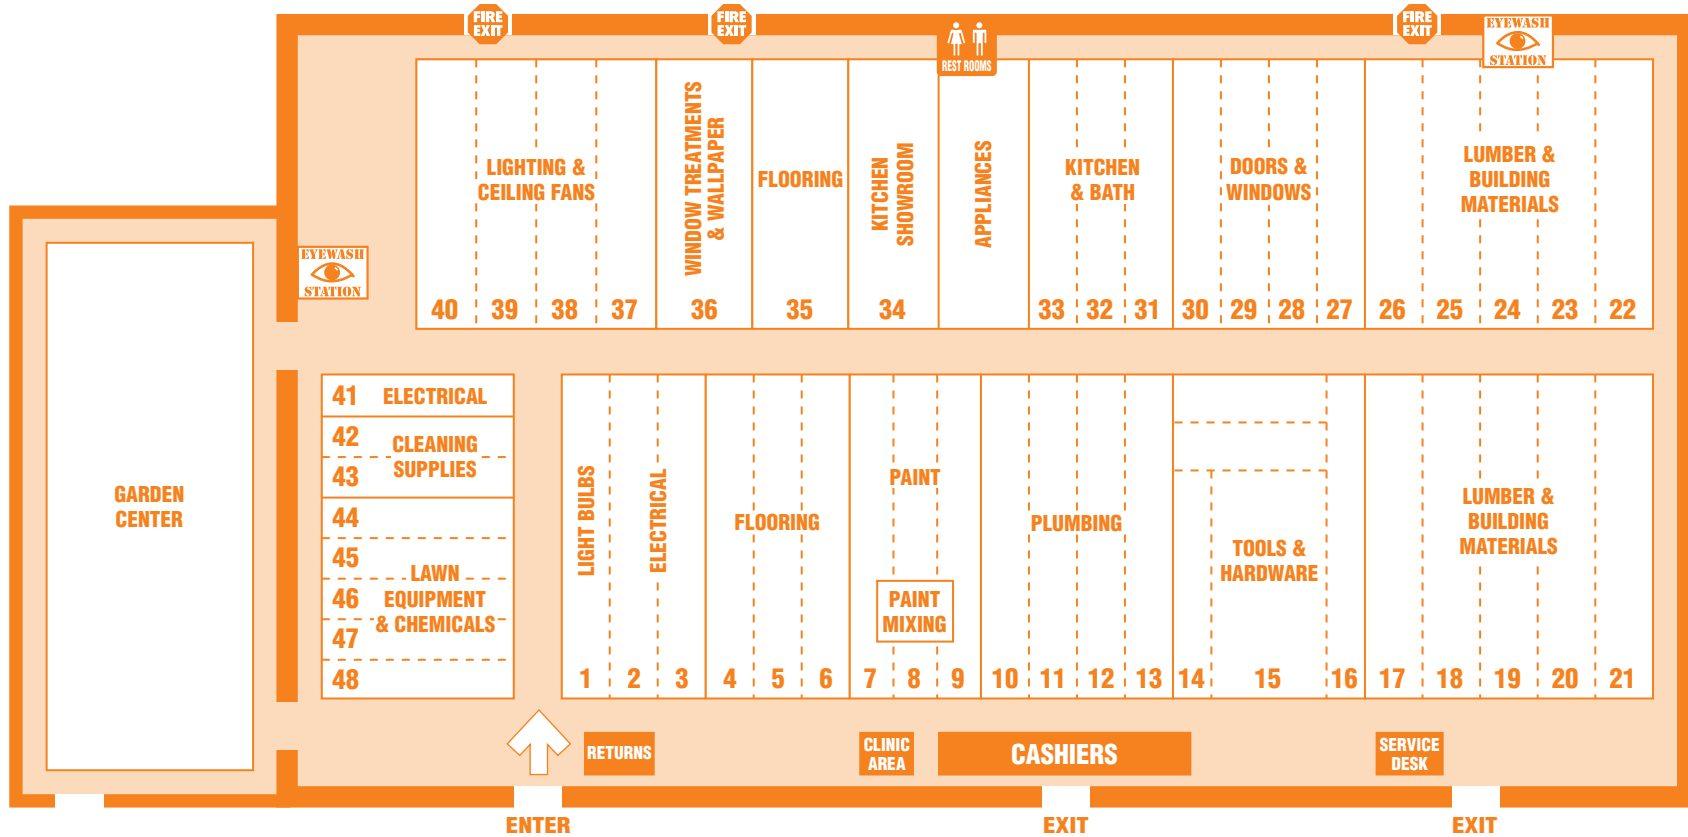 FIRE
EXIT
FIRE
EXIT
FIRE
EXIT
EYEWASH
STATION
REST ROOMS
LIGHTING &
CEILING FANS
WINDOW TREATMENTS
& WALLPAPER
FLOORING
KITCHEN
SHOWROOM
APPLIANCES
KITCHEN
& BATH
DOORS &
WINDOWS
LUMBER &
BUILDING
MATERIALS
EYEWASH
STATION
40 39 38 37 36 35 34 33 32 31 30 29 28 27 26 25 24 23 22
41 ELECTRICAL
42
CLEANING
SUPPLIES
43
44
45
LAWN
46 EQUIPMENT
& CHEMICALS
47
48
GARDEN
CENTER
LIGHT BULBS
ELECTRICAL
FLOORING
PAINT
PAINT
MIXING
PLUMBING
TOOLS &
HARDWARE
LUMBER &
BUILDING
MATERIALS
1 2 3 4 5 6 7 8 9 10 11 12 13 14 15 16 17 18 19 20 21
RETURNS
CLINIC
AREA
CASHIERS
SERVICE
DESK
ENTER
EXIT
EXIT